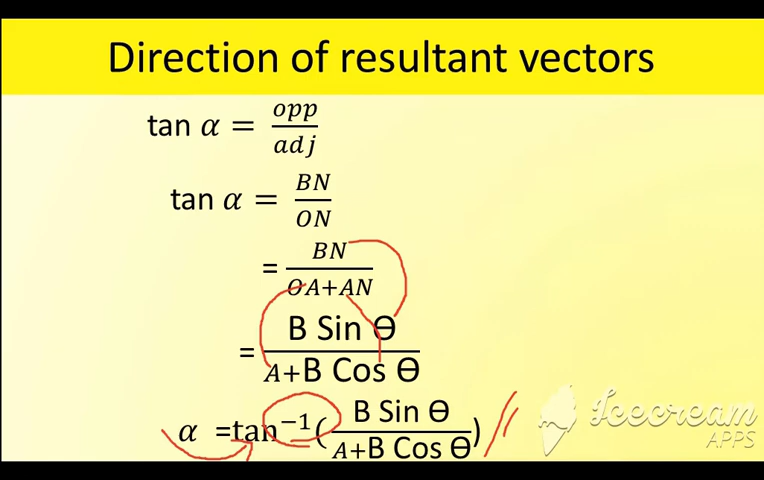 Direction of resultant vectors
tan α = opp/adj
tan α = BN/ON
= BN/OA+AN
= B Sin Ө/A+B Cos Ө
α =tan⁻¹(B Sin Ө/A+B Cos Ө)
Icecream
APPS